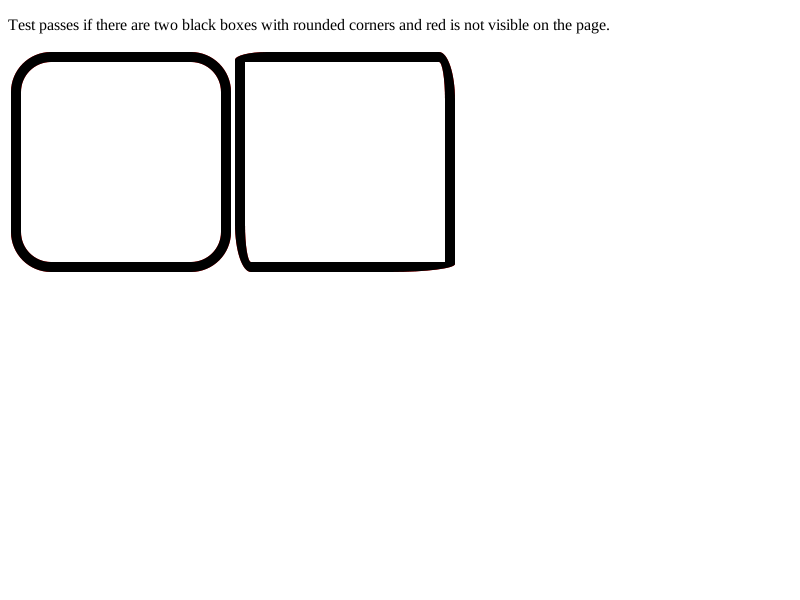 Test passes if there are two black boxes with rounded corners and red is not visible on the page.